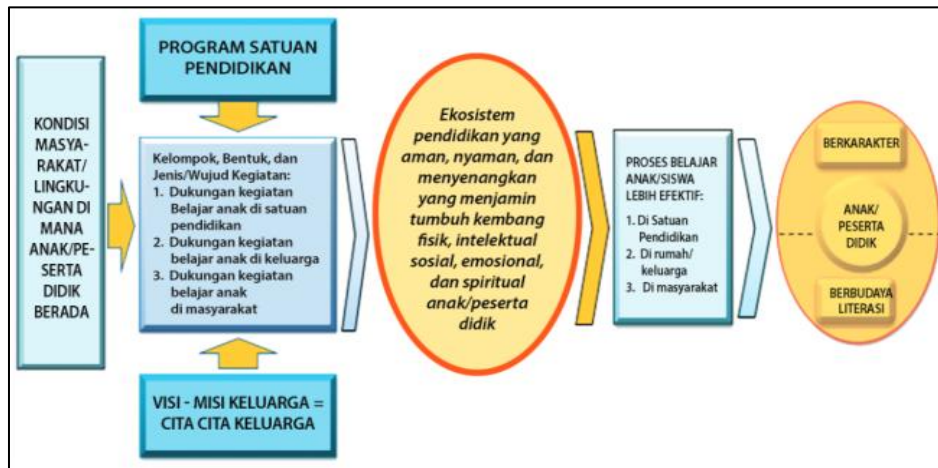 PROGRAM SATUAN
PENDIDIKAN
KONDISI
MASYA-
RAKAT/
LINGKU-
NGAN DI
MANA
ANAK/PE-
SERTA
DIDIK
BERADA
Kelompok, Bentuk, dan
Jenis/Wujud Kegiatan:
1. Dukungan kegiatan
Belajar anak di satuan
pendidikan
2. Dukungan kegiatan
belajar anak di keluarga
3. Dukungan kegiatan
belajar anak
di masyarakat
VISI - MISI KELUARGA =
CITA CITA KELUARGA
Ekosistem
pendidikan yang
aman, nyaman, dan
menyenangkan
yang menjamin
tumbuh kembang
fisik, intelektual
sosial, emosional,
dan spiritual
anak/peserta
didik
PROSES BELAJAR
ANAK/SISWA
LEBIH EFEKTIF:
1. Di Satuan
Pendidikan
2. Di rumah/
keluarga
3. Di masyarakat
BERKARAKTER
ANAK/
PESERTA
DIDIK
BERBUDAYA
LITERASI